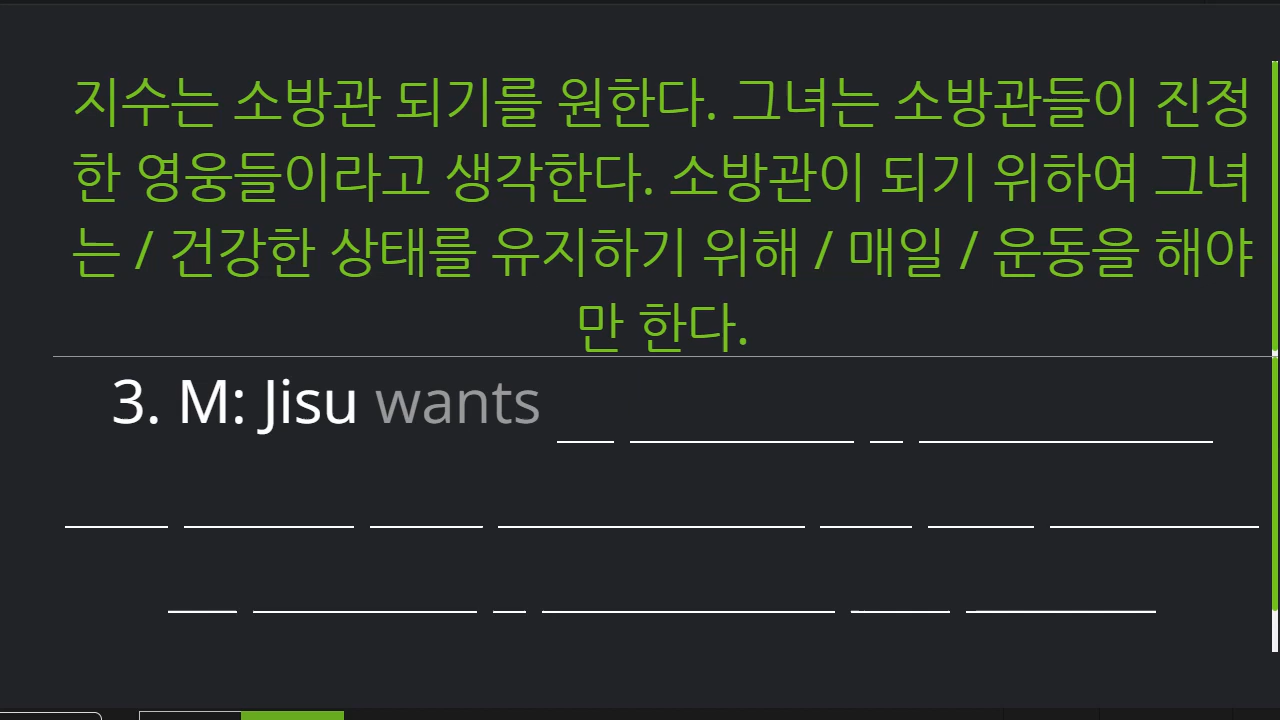 지수는 소방관 되기를 원한다. 그녀는 소방관들이 진정
한 영웅들이라고 생각한다. 소방관이 되기 위하여 그녀
는 / 건강한 상태를 유지하기 위해 / 매일 / 운동을 해야
만 한다.
3. M: Jisu wants